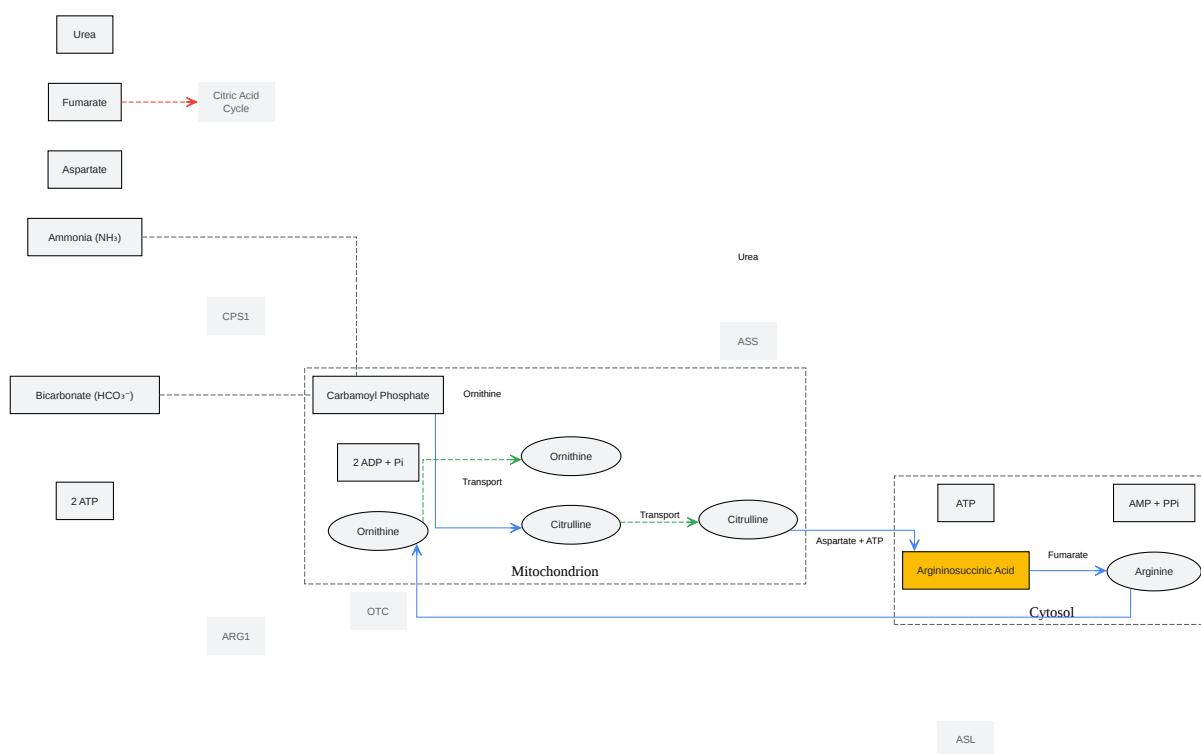 Urea
Fumarate
Citric Acid
Cycle
Aspartate
Ammonia (NH₃)
Urea
CPS1
ASS
Bicarbonate (HCO₃⁻)
Carbamoyl Phosphate
Ornithine
2 ADP + Pi
Ornithine
Transport
2 ATP
ATP
AMP + PPi
Ornithine
Citrulline
Transport
Citrulline
Aspartate + ATP
Fumarate
Argininosuccinic Acid
Arginine
Mitochondrion
Cytosol
OTC
ARG1
ASL